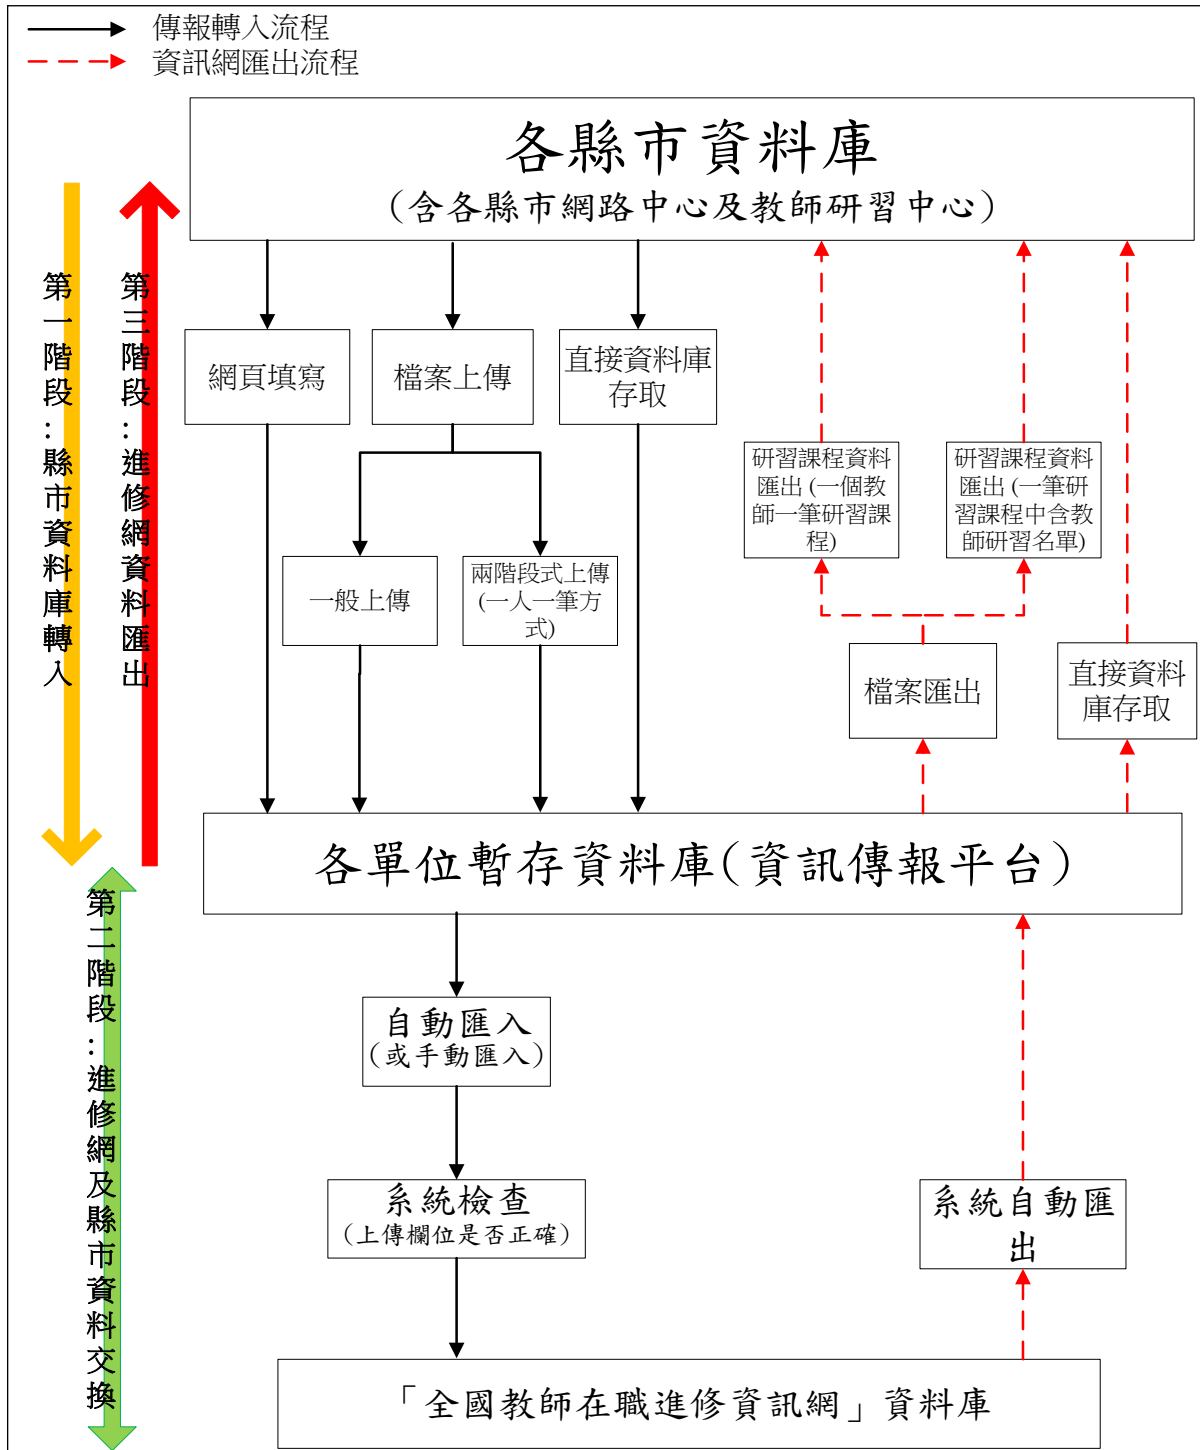 傳報轉入流程
資訊網匯出流程
各縣市資料庫
(含各縣市網路中心及教師研習中心)
第一階段：縣市資料庫轉入
第三階段：進修網資料匯出
網頁填寫
檔案上傳
直接資料庫
存取
研習課程資料
匯出 (一個教
師一筆研習課
程)
研習課程資料
匯出 (一筆研
習課程中含教
師研習名單)
一般上傳
兩階段式上傳
(一人一筆方
式)
檔案匯出
直接資料
庫存取
各單位暫存資料庫(資訊傳報平台)
第二階段：進修網及縣市資料交換
自動匯入
(或手動匯入)
系統檢查
(上傳欄位是否正確)
系統自動匯
出
「全國教師在職進修資訊網」資料庫